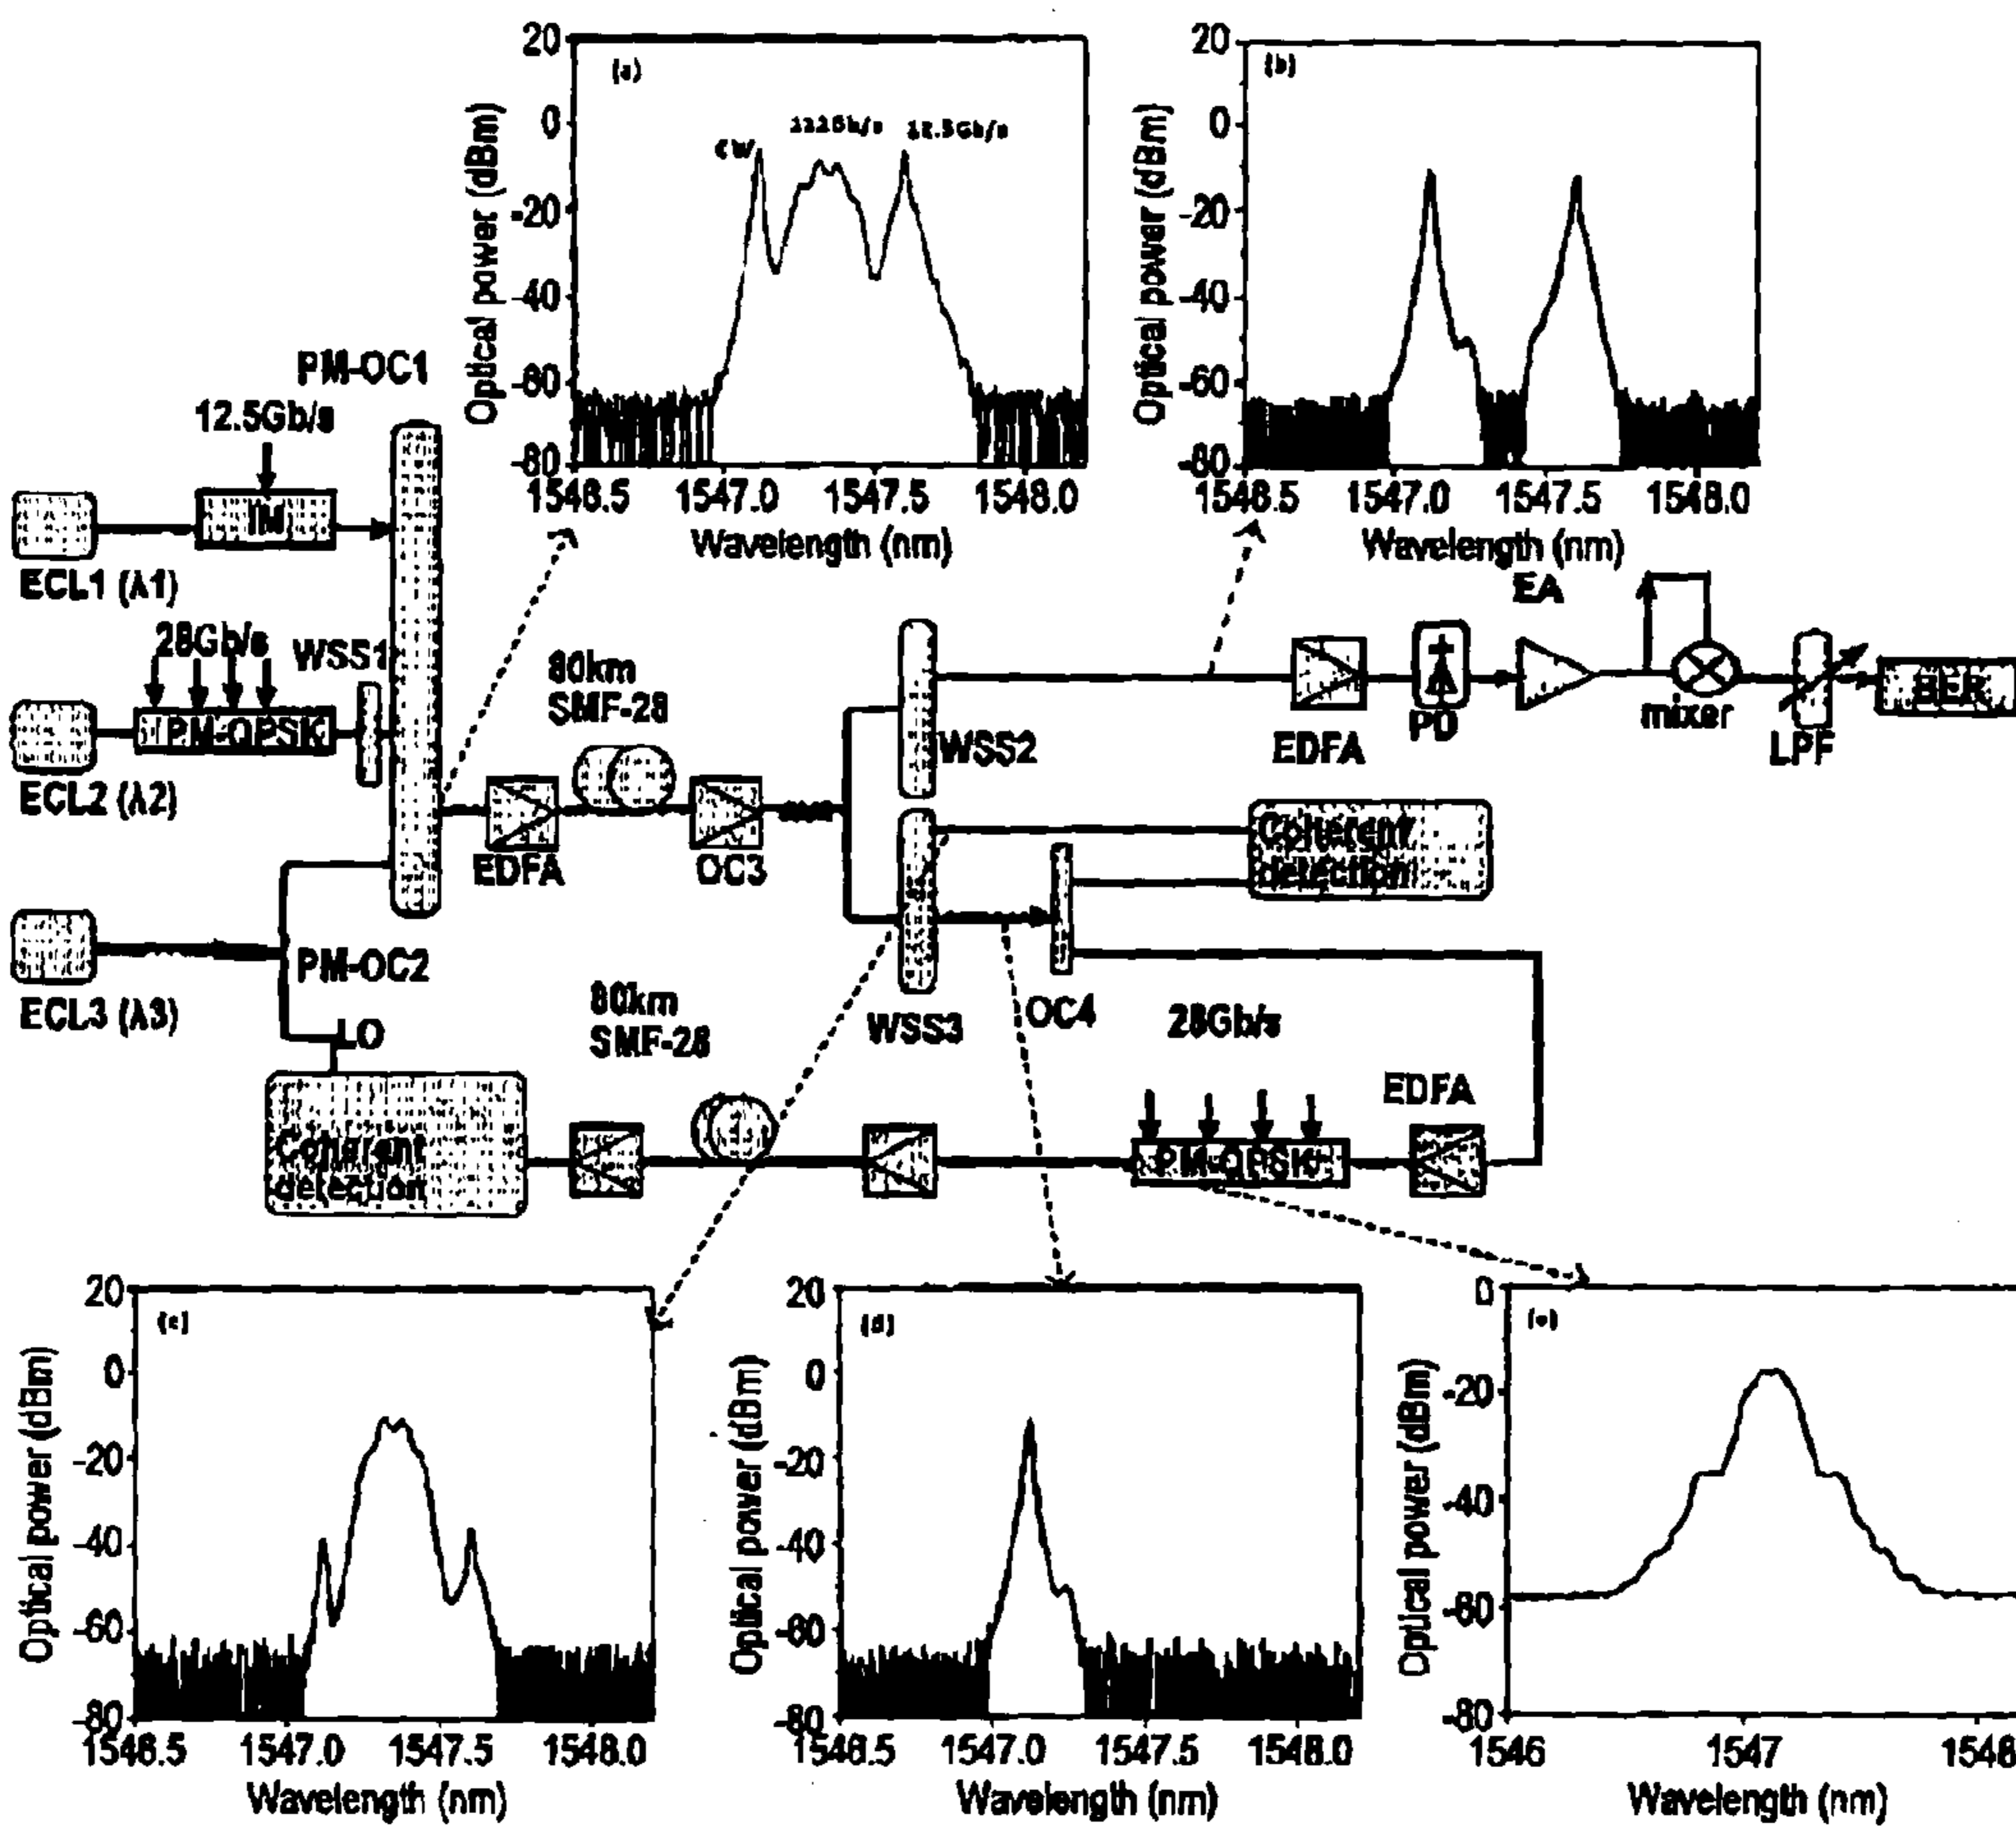 20
0
-20
-40
-60
-80
(a)
CW
112Gb/s
12.5Gb/s
Optical power (dBm)
1546.5
1547.0
1547.5
1548.0
Wavelength (nm)
20
0
-20
-40
-60
-80
(b)
Optical power (dBm)
1546.5
1547.0
1547.5
1548.0
Wavelength (nm)
PM-OC1
12.5Gb/s
IM
ECL1 (λ1)
28Gb/s
WSS1
PM-QPSK
ECL2 (λ2)
EDFA
80km
SMF-28
OC3
WSS2
EDFA
PD
EA
mixer
LPF
BER
Coherent
detection
ECL3 (λ3)
PM-OC2
LO
80km
SMF-28
WSS3
OC4
28Gb/s
EDFA
Coherent
detection
PM-QPSK
20
0
-20
-40
-60
-80
(c)
Optical power (dBm)
1546.5
1547.0
1547.5
1548.0
Wavelength (nm)
20
0
-20
-40
-60
-80
(d)
Optical power (dBm)
1546.5
1547.0
1547.5
1548.0
Wavelength (nm)
0
-20
-40
-60
-80
(e)
Optical power (dBm)
1546
1547
1548
Wavelength (nm)